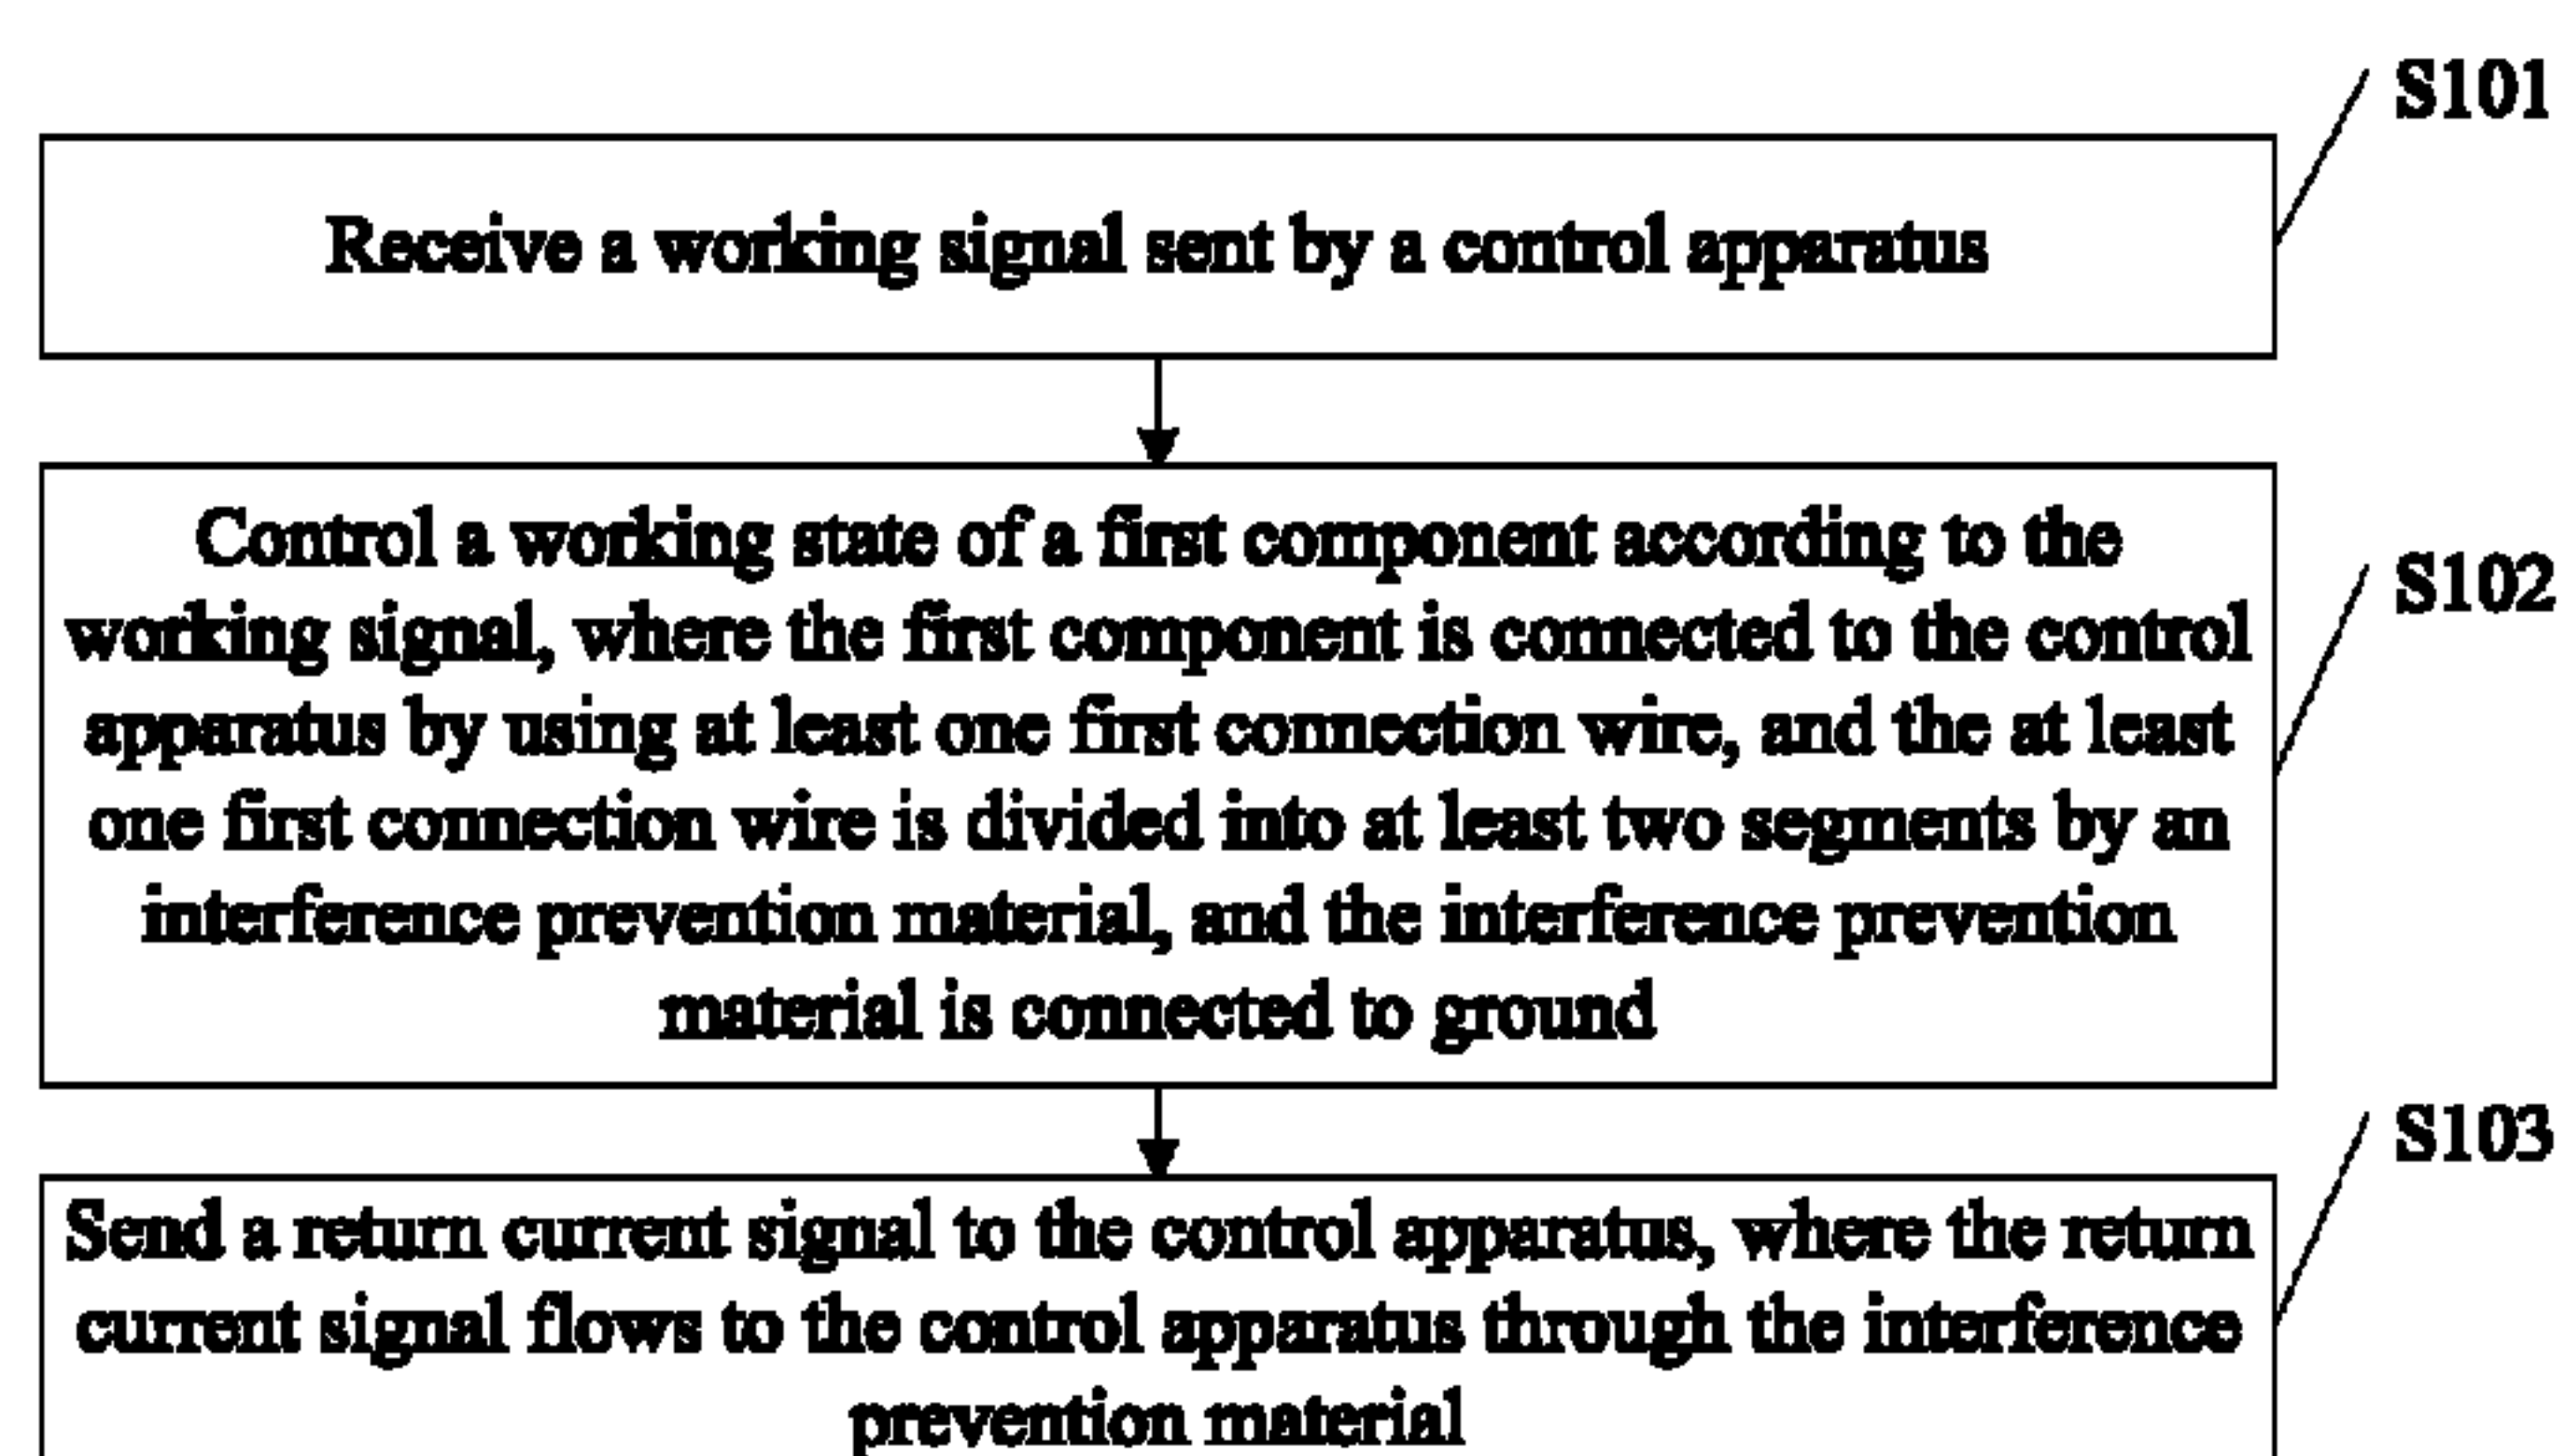 S101
Receive a working signal sent by a control apparatus
Control a working state of a first component according to the
S102
working signal, where the first component is connected to the control
apparatus by using at least one first connection wire, and the at least
one first connection wire is divided into at least two segments by an
interference prevention material, and the interference prevention
material is connected to ground
S103
Send a return current signal to the control apparatus, where the return
current signal flows to the control apparatus through the interference
prevention material